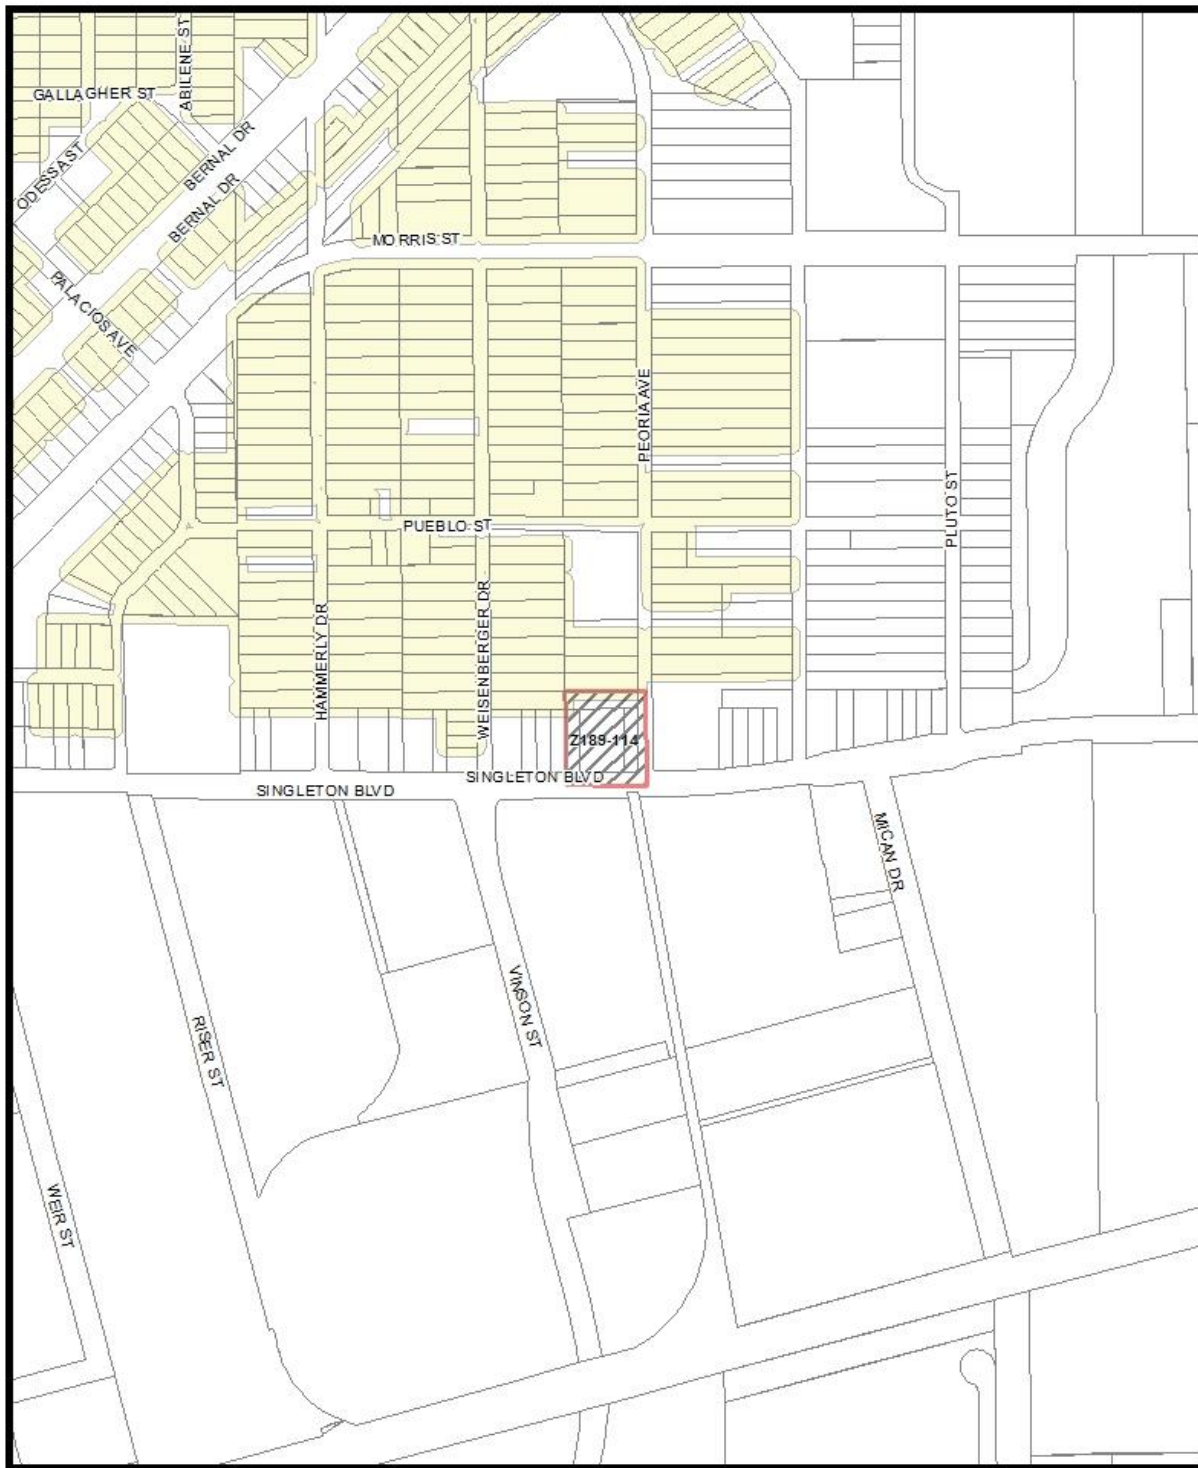 ABILENE ST
GALLAGHER ST
BERNAL DR
ODESSA ST
BERNAL DR
MORRIS ST
PALACIOS AVE
PEORIA AVE
PLUTO ST
PUEBLO ST
HAMMERLY DR
WEISENBERGER DR
Z189-114
SINGLETON BLVD
SINGLETON BLVD
MICAN DR
VINSON ST
RISER ST
WEIR ST